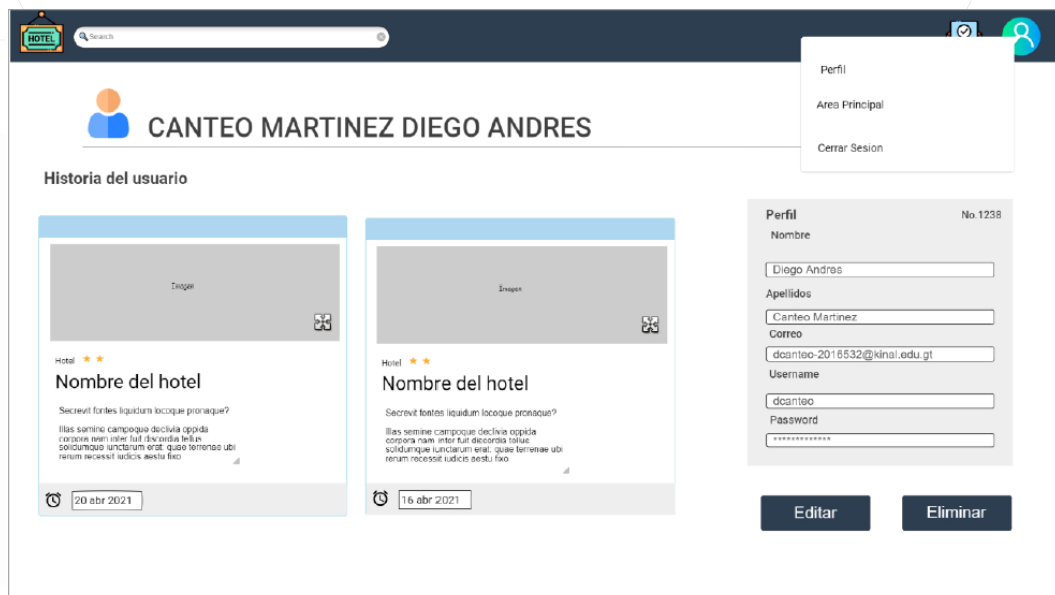 HOTEL
Search
Perfil
Area Principal
Cerrar Sesion
CANTEO MARTINEZ DIEGO ANDRES
Historia del usuario
Imagen
Hotel
Nombre del hotel
Secrevit fontes liquidum locoque pronaque?
Illas semine campoque declivia oppida
corpora nam inter fuit discordia tellus
solidumque iunctarum erat: quae terrenae ubi
rerum recessit iudicis aestu fixo
20 abr 2021
Imagen
Hotel
Nombre del hotel
Secrevit fontes liquidum locoque pronaque?
Illas semine campoque declivia oppida
corpora nam inter fuit discordia tellus
solidumque iunctarum erat: quae terrenae ubi
rerum recessit iudicis aestu fixo
16 abr 2021
Perfil No.1238
Nombre
Diego Andres
Apellidos
Canteo Martinez
Correo
dcanteo-2016532@kinal.edu.gt
Username
dcanteo
Password
*************
Editar
Eliminar